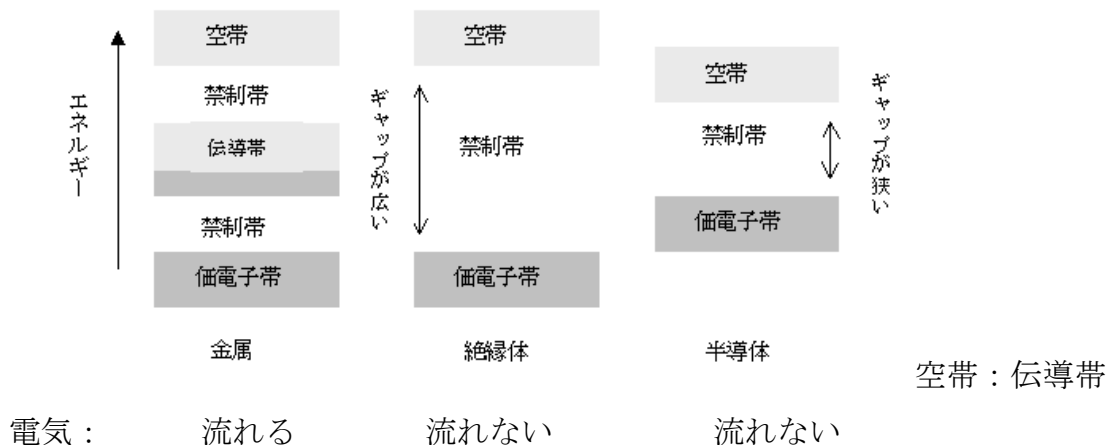 エネルギー
空帯
禁制帯
伝導帯
禁制帯
価電子帯
金属
ギャップが広い
空帯
禁制帯
価電子帯
絶縁体
空帯
禁制帯
価電子帯
半導体
ギャップが狭い
空帯：伝導帯
電気： 流れる 流れない 流れない